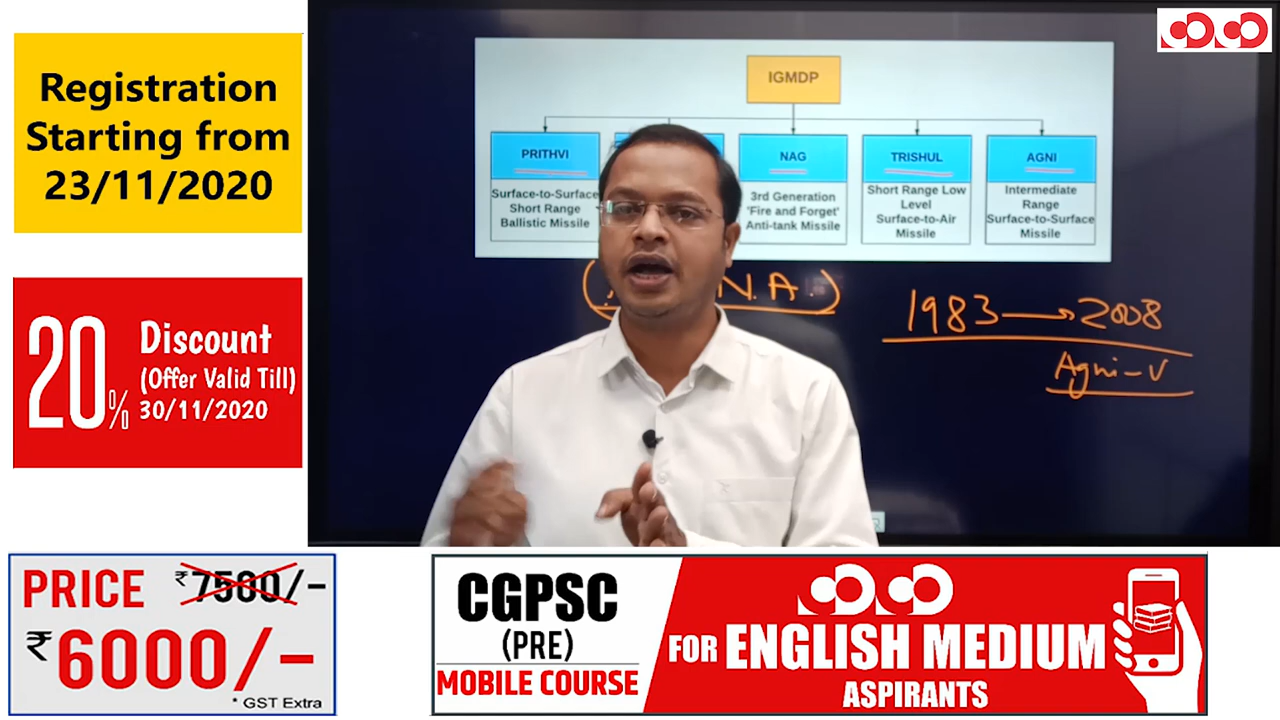 Registration
Starting from
23/11/2020
20% Discount
(Offer Valid Till)
30/11/2020
PRICE ₹7500/-
₹6000/-
* GST Extra
IGMDP
PRITHVI
Surface-to-Surface
Short Range
Ballistic Missile
NAG
3rd Generation
'Fire and Forget'
Anti-tank Missile
TRISHUL
Short Range Low
Level
Surface-to-Air
Missile
AGNI
Intermediate
Range
Surface-to-Surface
Missile
N.A.)
1983 → 2008
Agni-V
CGPSC
(PRE)
MOBILE COURSE
FOR ENGLISH MEDIUM
ASPIRANTS